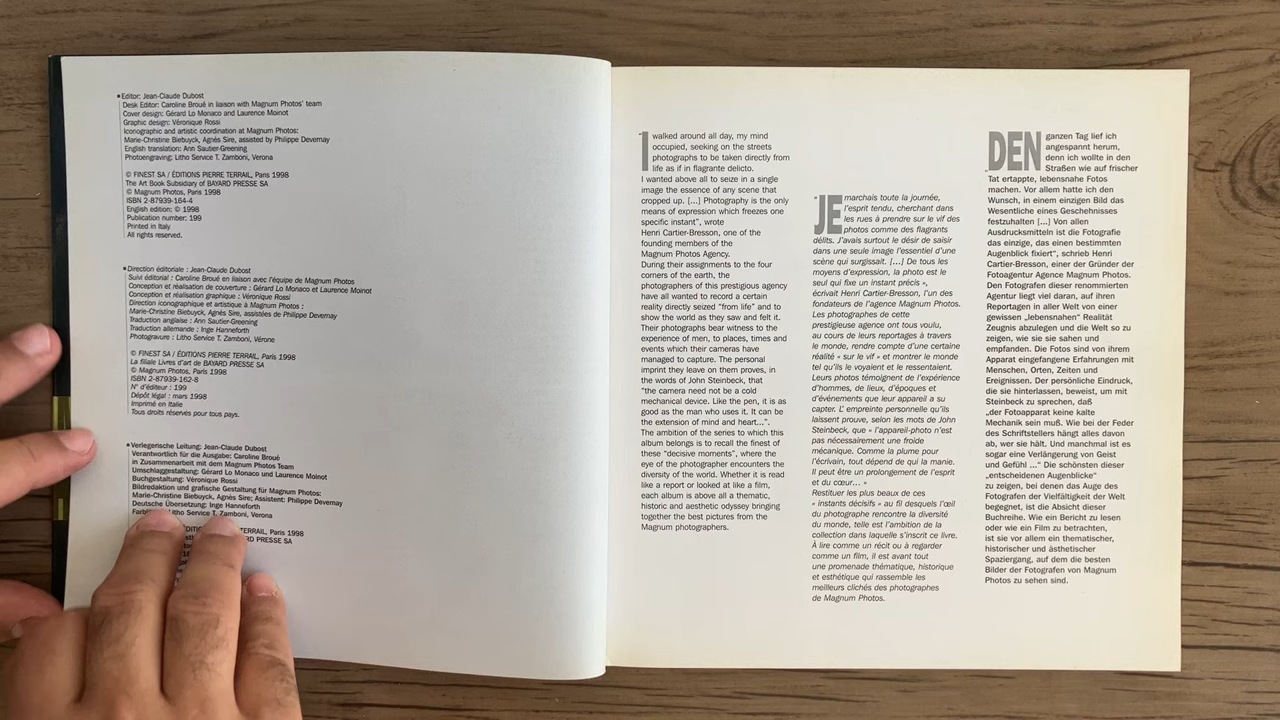 Editor: Jean-Claude Dubost
Desk Editor: Caroline Broué in liaison with Magnum Photos' team
Cover design: Gérard Lo Monaco and Laurence Moinot
Graphic design: Véronique Rossi
Iconographic and artistic coordination at Magnum Photos:
Marie-Christine Biebuyck, Agnès Sire, assisted by Philippe Devernay
English translation: Ann Sautier-Greening
Photoengraving: Litho Service T. Zamboni, Verona
© FINEST SA / ÉDITIONS PIERRE TERRAIL, Paris 1998
The Art Book Subsidiary of BAYARD PRESSE SA
© Magnum Photos, Paris 1998
ISBN 2-87939-164-4
English edition: © 1998
Publication number: 199
Printed in Italy
All rights reserved.
Direction éditoriale : Jean-Claude Dubost
Suivi éditorial : Caroline Broué en liaison avec l'équipe de Magnum Photos
Conception et réalisation de couverture : Gérard Lo Monaco et Laurence Moinot
Conception et réalisation graphique : Véronique Rossi
Direction iconographique et artistique à Magnum Photos :
Marie-Christine Biebuyck, Agnès Sire, assistées de Philippe Devernay
Traduction anglaise : Ann Sautier-Greening
Traduction allemande : Inge Hanneforth
Photogravure : Litho Service T. Zamboni, Vérone
© FINEST SA / ÉDITIONS PIERRE TERRAIL, Paris 1998
La filiale Livres d'art de BAYARD PRESSE SA
© Magnum Photos, Paris 1998
ISBN 2-87939-162-8
N° d'éditeur : 199
Dépôt légal : mars 1998
Imprimé en Italie
Tous droits réservés pour tous pays.
Verlegerische Leitung: Jean-Claude Dubost
Verantwortlich für die Ausgabe: Caroline Broué
in Zusammenarbeit mit dem Magnum Photos Team
Umschlaggestaltung: Gérard Lo Monaco und Laurence Moinot
Buchgestaltung: Véronique Rossi
Bildredaktion und grafische Gestaltung für Magnum Photos:
Marie-Christine Biebuyck, Agnès Sire; Assistent: Philippe Devernay
Deutsche Übersetzung: Inge Hanneforth
Litho Service T. Zamboni, Verona
PIERRE TERRAIL, Paris 1998
PRESSE SA
"I walked around all day, my mind
occupied, seeking on the streets
photographs to be taken directly from
life as if in flagrante delicto.
I wanted above all to seize in a single
image the essence of any scene that
cropped up. [...] Photography is the only
means of expression which freezes one
specific instant", wrote
Henri Cartier-Bresson, one of the
founding members of the
Magnum Photos Agency.
During their assignments to the four
corners of the earth, the
photographers of this prestigious agency
have all wanted to record a certain
reality directly seized "from life" and to
show the world as they saw and felt it.
Their photographs bear witness to the
experience of men, to places, times and
events which their cameras have
managed to capture. The personal
imprint they leave on them proves, in
the words of John Steinbeck, that
"the camera need not be a cold
mechanical device. Like the pen, it is as
good as the man who uses it. It can be
the extension of mind and heart...".
The ambition of the series to which this
album belongs is to recall the finest of
these "decisive moments", where the
eye of the photographer encounters the
diversity of the world. Whether it is read
like a report or looked at like a film,
each album is above all a thematic,
historic and aesthetic odyssey bringing
together the best pictures from the
Magnum photographers.
"JE marchais toute la journée,
l'esprit tendu, cherchant dans
les rues à prendre sur le vif des
photos comme des flagrants
délits. J'avais surtout le désir de saisir
dans une seule image l'essentiel d'une
scène qui surgissait. [...] De tous les
moyens d'expression, la photo est le
seul qui fixe un instant précis »,
écrivait Henri Cartier-Bresson, l'un des
fondateurs de l'agence Magnum Photos.
Les photographes de cette
prestigieuse agence ont tous voulu,
au cours de leurs reportages à travers
le monde, rendre compte d'une certaine
réalité « sur le vif » et montrer le monde
tel qu'ils le voyaient et le ressentaient.
Leurs photos témoignent de l'expérience
d'hommes, de lieux, d'époques et
d'événements que leur appareil a su
capter. L' empreinte personnelle qu'ils
laissent prouve, selon les mots de John
Steinbeck, que « l'appareil-photo n'est
pas nécessairement une froide
mécanique. Comme la plume pour
l'écrivain, tout dépend de qui la manie.
Il peut être un prolongement de l'esprit
et du cœur... »
Restituer les plus beaux de ces
« instants décisifs » au fil desquels l'œil
du photographe rencontre la diversité
du monde, telle est l'ambition de la
collection dans laquelle s'inscrit ce livre.
À lire comme un récit ou à regarder
comme un film, il est avant tout
une promenade thématique, historique
et esthétique qui rassemble les
meilleurs clichés des photographes
de Magnum Photos.
„DEN ganzen Tag lief ich
angespannt herum,
denn ich wollte in den
Straßen wie auf frischer
Tat ertappte, lebensnahe Fotos
machen. Vor allem hatte ich den
Wunsch, in einem einzigen Bild das
Wesentliche eines Geschehnisses
festzuhalten [...] Von allen
Ausdrucksmitteln ist die Fotografie
das einzige, das einen bestimmten
Augenblick fixiert“, schrieb Henri
Cartier-Bresson, einer der Gründer der
Fotoagentur Agence Magnum Photos.
Den Fotografen dieser renommierten
Agentur liegt viel daran, auf ihren
Reportagen in aller Welt von einer
gewissen „lebensnahen“ Realität
Zeugnis abzulegen und die Welt so zu
zeigen, wie sie sie sahen und
empfanden. Die Fotos sind von ihrem
Apparat eingefangene Erfahrungen mit
Menschen, Orten, Zeiten und
Ereignissen. Der persönliche Eindruck,
die sie hinterlassen, beweist, um mit
Steinbeck zu sprechen, daß
„der Fotoapparat keine kalte
Mechanik sein muß. Wie bei der Feder
des Schriftstellers hängt alles davon
ab, wer sie hält. Und manchmal ist es
sogar eine Verlängerung von Geist
und Gefühl ...“ Die schönsten dieser
„entscheidenden Augenblicke“
zu zeigen, bei denen das Auge des
Fotografen der Vielfältigkeit der Welt
begegnet, ist die Absicht dieser
Buchreihe. Wie ein Bericht zu lesen
oder wie ein Film zu betrachten,
ist sie vor allem ein thematischer,
historischer und ästhetischer
Spaziergang, auf dem die besten
Bilder der Fotografen von Magnum
Photos zu sehen sind.